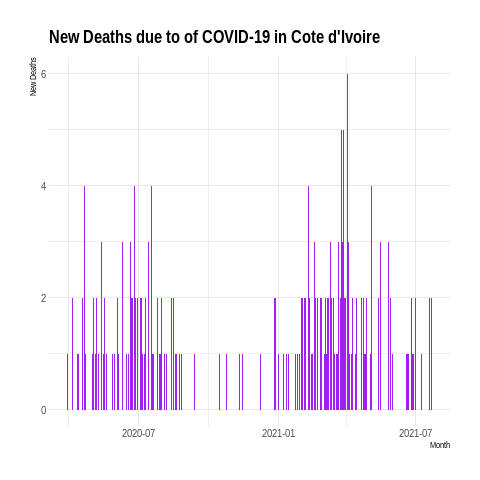 New Deaths due to of COVID-19 in Cote d'Ivoire
New Deaths
6
4
2
0
2020-07
2021-01
2021-07
Month